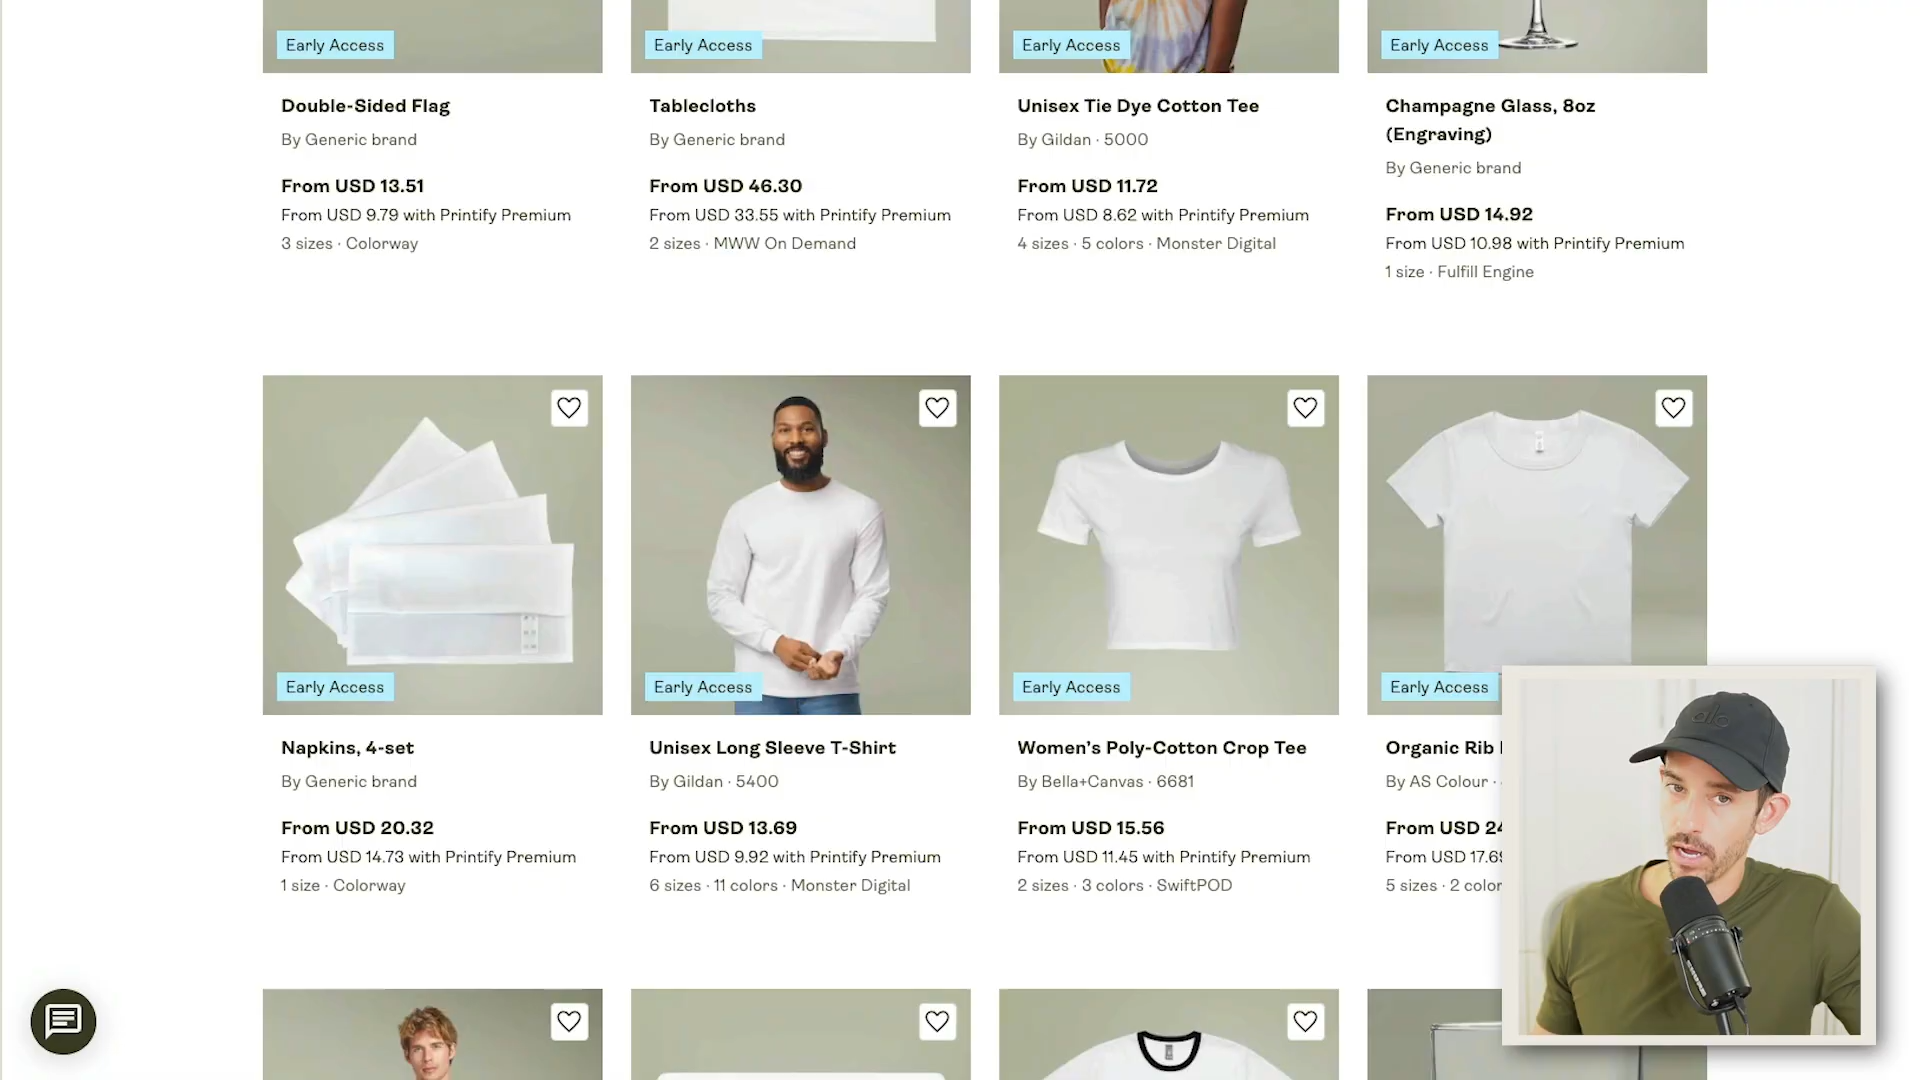 Early Access
Early Access
Early Access
Early Access
Double-Sided Flag
By Generic brand
From USD 13.51
From USD 9.79 with Printify Premium
3 sizes · Colorway
Tablecloths
By Generic brand
From USD 46.30
From USD 33.55 with Printify Premium
2 sizes · MWW On Demand
Unisex Tie Dye Cotton Tee
By Gildan · 5000
From USD 11.72
From USD 8.62 with Printify Premium
4 sizes · 5 colors · Monster Digital
Champagne Glass, 8oz
(Engraving)
By Generic brand
From USD 14.92
From USD 10.98 with Printify Premium
1 size · Fulfill Engine
Early Access
Early Access
Early Access
Early Access
Napkins, 4-set
By Generic brand
From USD 20.32
From USD 14.73 with Printify Premium
1 size · Colorway
Unisex Long Sleeve T-Shirt
By Gildan · 5400
From USD 13.69
From USD 9.92 with Printify Premium
6 sizes · 11 colors · Monster Digital
Women's Poly-Cotton Crop Tee
By Bella+Canvas · 6681
From USD 15.56
From USD 11.45 with Printify Premium
2 sizes · 3 colors · SwiftPOD
Organic Rib
By AS Colour ·
From USD 24
From USD 17.69
5 sizes · 2 color
alo